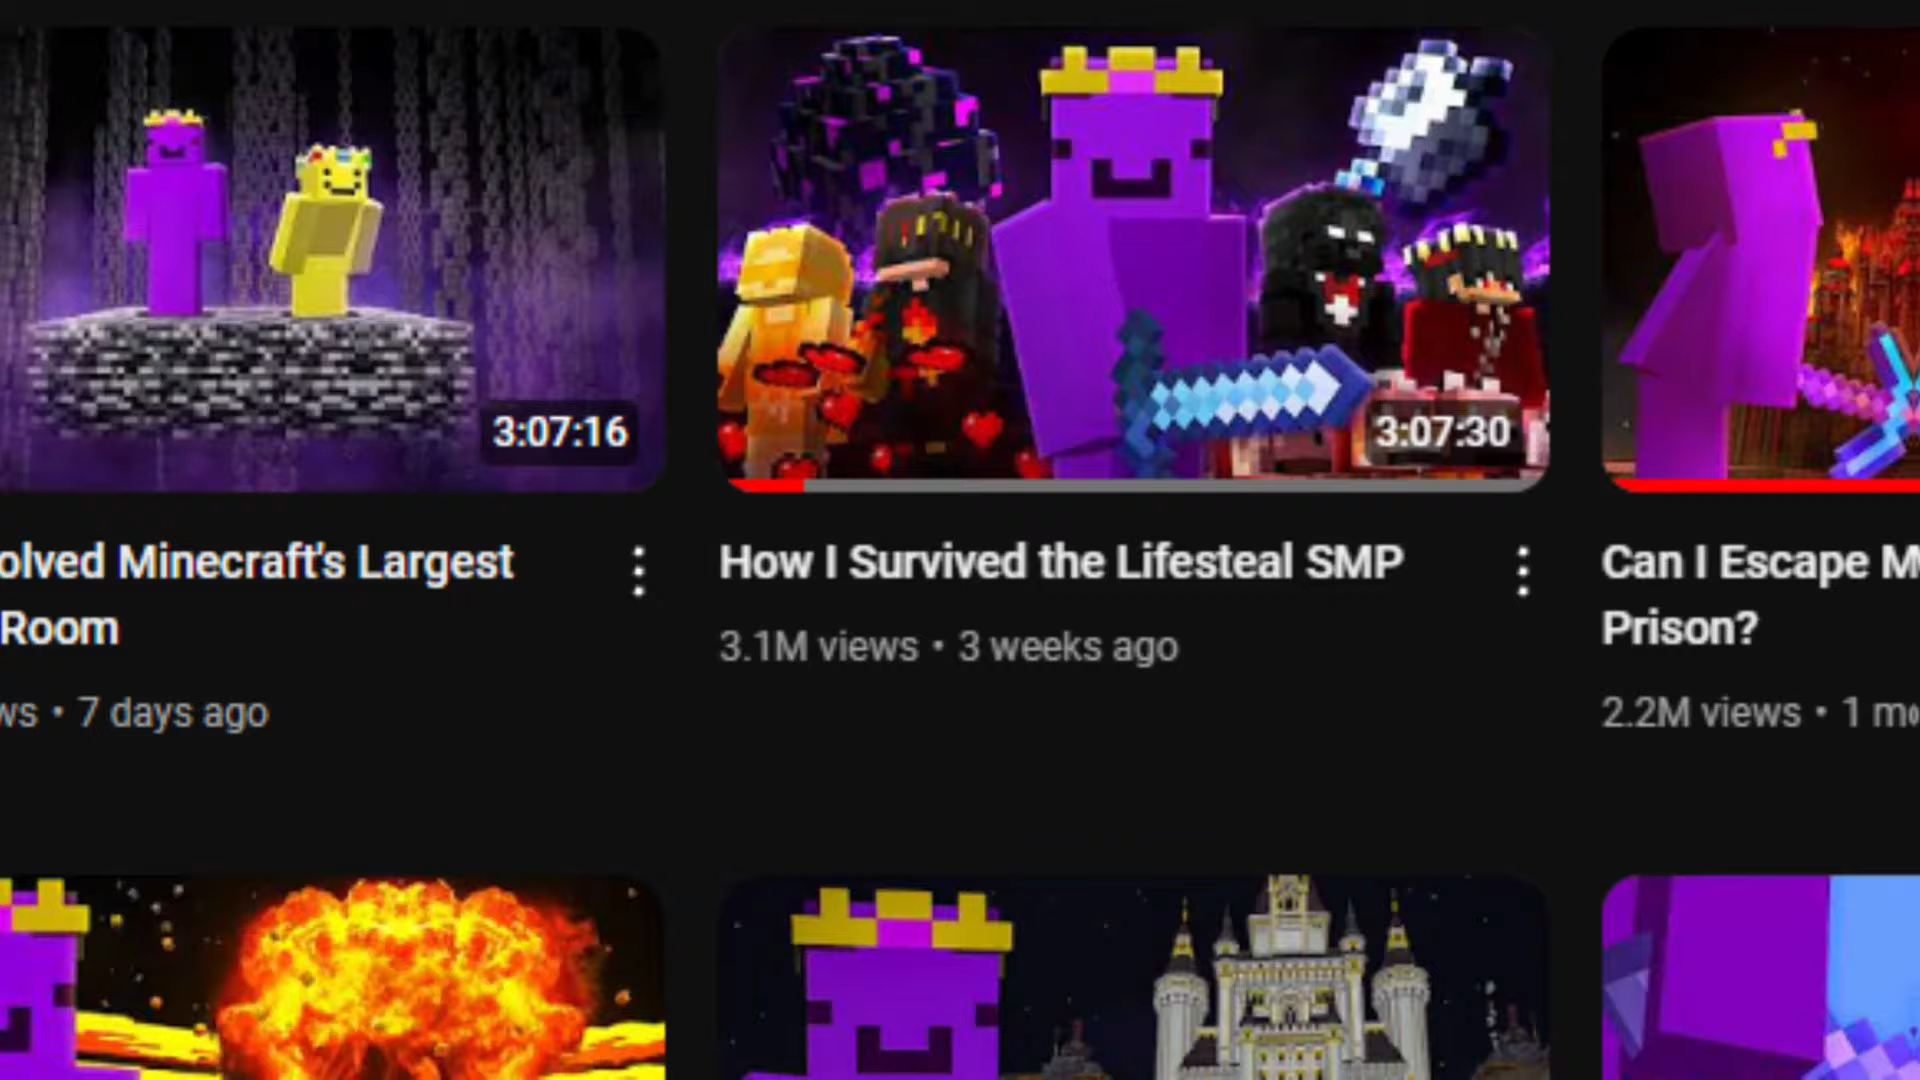 3:07:16
3:07:30
olved Minecraft's Largest
Room
ws • 7 days ago
How I Survived the Lifesteal SMP
3.1M views • 3 weeks ago
Can I Escape M
Prison?
2.2M views • 1 mo